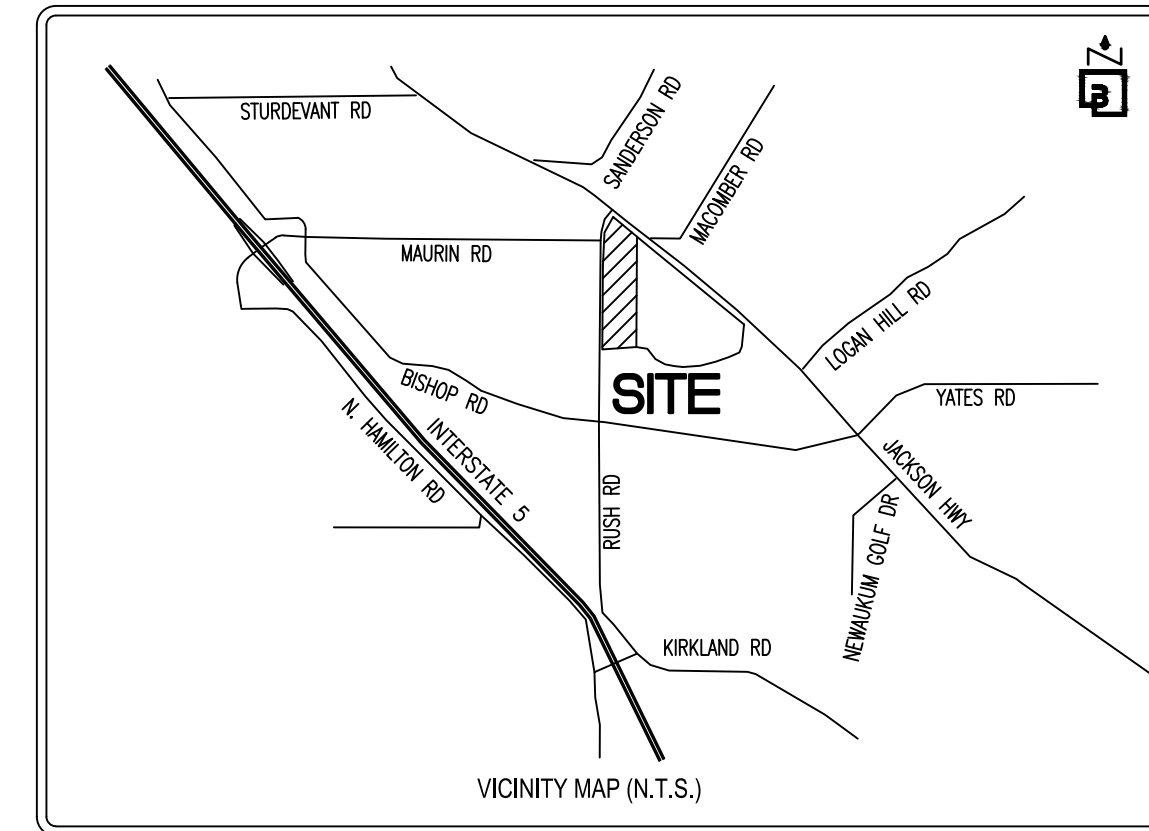 Z
B
STURDEVANT RD
SANDERSON RD
MACOMBER RD
MAURIN RD
LOGAN HILL RD
BISHOP RD
SITE
YATES RD
N. HAMILTON RD
INTERSTATE 5
JACKSON HWY
RUSH RD
NEWAUKUM GOLF DR
KIRKLAND RD
VICINITY MAP (N.T.S.)